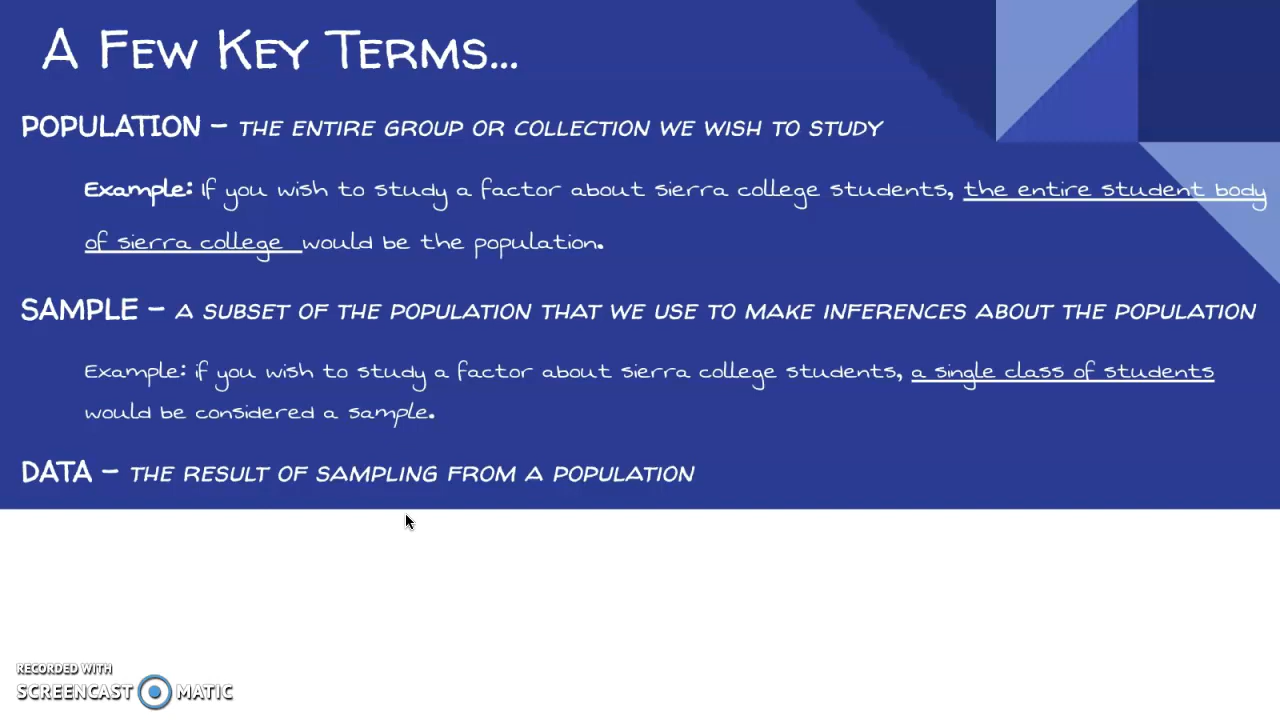 A Few Key Terms...
POPULATION – THE ENTIRE GROUP OR COLLECTION WE WISH TO STUDY
Example: If you wish to study a factor about sierra college students, the entire student body
of sierra college would be the population.
SAMPLE – A SUBSET OF THE POPULATION THAT WE USE TO MAKE INFERENCES ABOUT THE POPULATION
Example: if you wish to study a factor about sierra college students, a single class of students
would be considered a sample.
DATA – THE RESULT OF SAMPLING FROM A POPULATION
RECORDED WITH
SCREENCAST MATIC